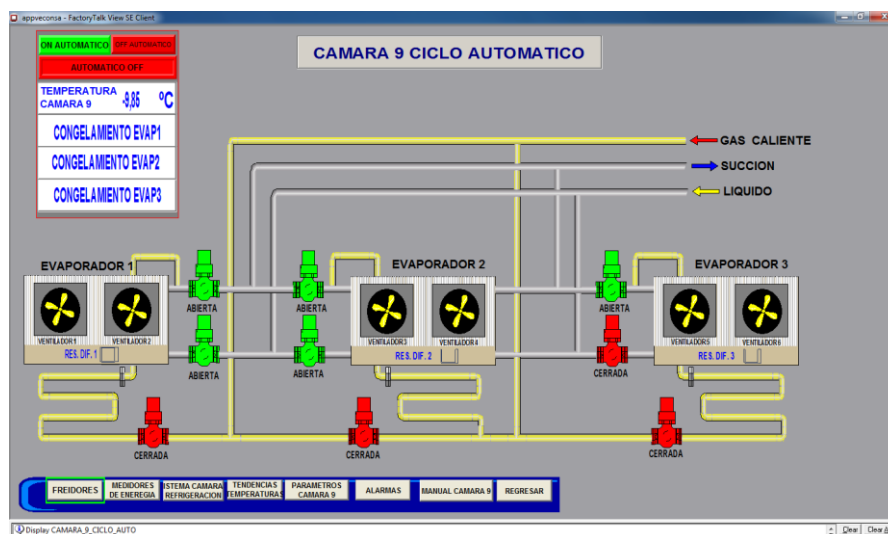 appveconsa - FactoryTalk View SE Client
ON AUTOMATICO
OFF AUTOMATICO
AUTOMATICO OFF
TEMPERATURA
CAMARA 9
-9,85 ºC
CONGELAMIENTO EVAP1
CONGELAMIENTO EVAP2
CONGELAMIENTO EVAP3
CAMARA 9 CICLO AUTOMATICO
GAS CALIENTE
SUCCION
LIQUIDO
EVAPORADOR 1
VENTILADOR1
VENTILADOR2
RES. DIF. 1
ABIERTA
ABIERTA
ABIERTA
ABIERTA
EVAPORADOR 2
VENTILADOR3
VENTILADOR4
RES. DIF. 2
ABIERTA
CERRADA
EVAPORADOR 3
VENTILADOR5
VENTILADOR6
RES. DIF. 3
CERRADA
CERRADA
CERRADA
FREIDORES
MEDIDORES
DE ENEREGIA
ISTEMA CAMARA
REFRIGERACION
TENDENCIAS
TEMPERATURAS
PARAMETROS
CAMARA 9
ALARMAS
MANUAL CAMARA 9
REGRESAR
Display CAMARA_9_CICLO_AUTO
Clear
Clear A